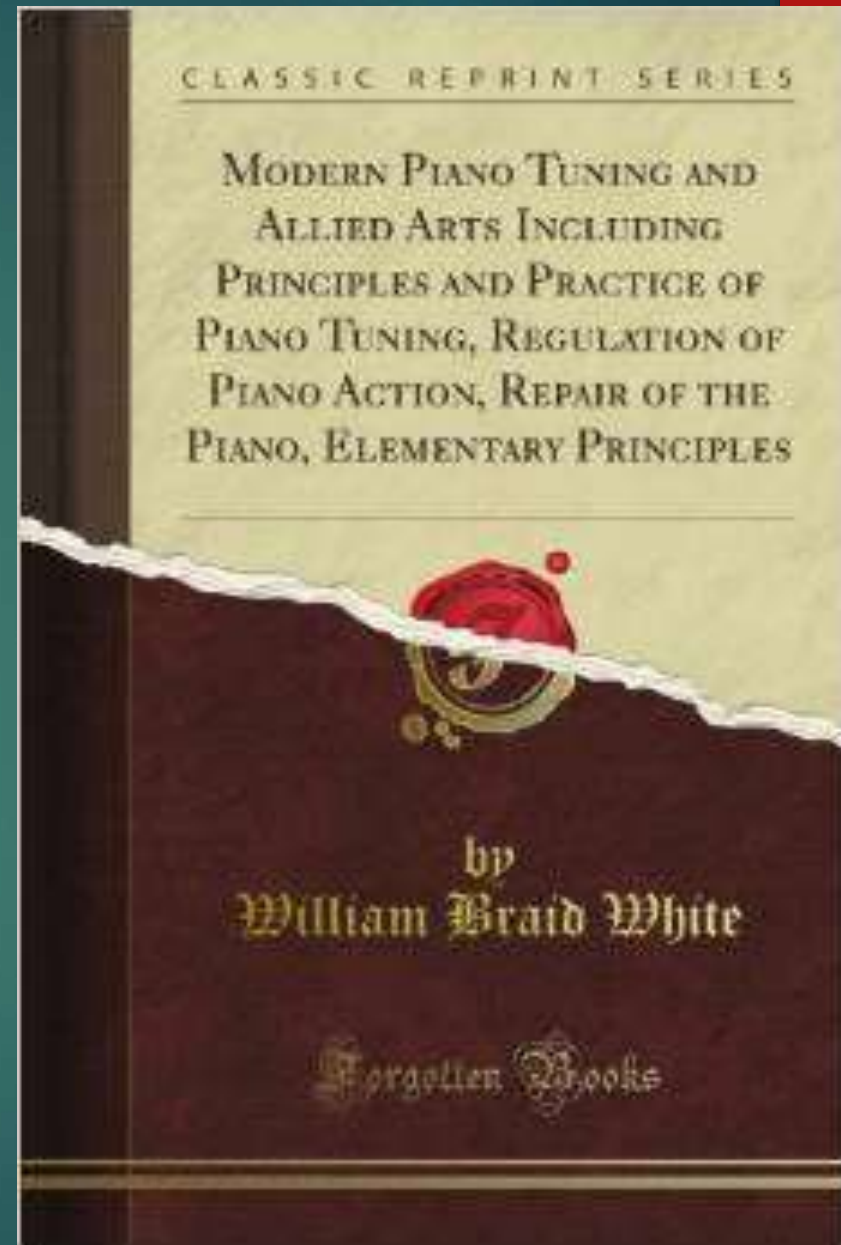 CLASSIC REPRINT SERIES
MODERN PIANO TUNING AND
ALLIED ARTS INCLUDING
PRINCIPLES AND PRACTICE OF
PIANO TUNING, REGULATION OF
PIANO ACTION, REPAIR OF THE
PIANO, ELEMENTARY PRINCIPLES
by
William Braid White
Forgotten Books